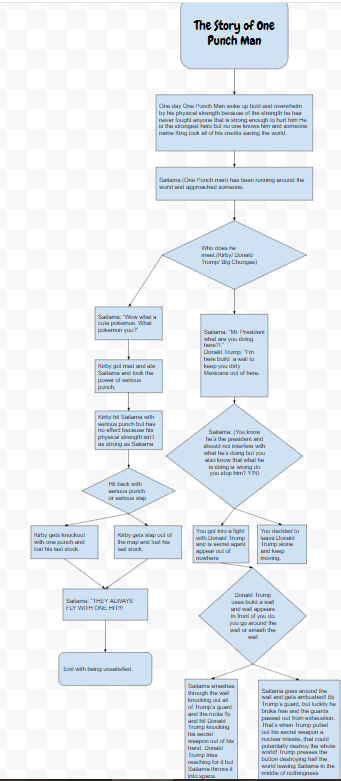 The Story of One
Punch Man
One day One Punch Man woke up bold and overwhelm
by his physical strength because of the strength he has
never fought anyone that is strong enough to hurt him He
is the strongest hero but no one knows him and someone
name King took all of his credits saving the world.
Saitama (One Punch man) has been running around the
world and approached someone.
Who does he
meet.(Kirby/ Donald
Trump/ Big Chungas)
Saitama: "Wow what a
cute pokemon. What
pokemon you?"
Kirby got mad and ate
Saitama and took the
power of serious
punch.
Kirby hit Saitama with
serious punch but has
no effect because his
physical strength isn't
as strong as Saitama
Hit back with
serious punch
or serious slap
Kirby gets knockout
with one punch and
lost his last stock.
Kirby gets slap out of
the map and lost his
last stock.
Saitama: "THEY ALWAYS
FLY WITH ONE HIT!!!
End with being unsatisfied.
Saitama: "Mr. President
what are you doing
here?!."
Donald Trump: "I'm
here build a wall to
keep you dirty
Mexicans out of here.
Saitama: (You know
he's the president and
should not interfere with
what he's doing but you
also know that what he
is doing is wrong do
you stop him? Y/N)
You got into a fight
with Donald Trump
and is secret agent
appear out of
nowhere
You decided to
leave Donald
Trump alone
and keep
moving.
Donald Trump
uses build a wall
and wall appears
in front of you do
you go around the
wall or smash the
wall
Saitama smashes
through the wall
knocking out all
of Trump's guard
and the rocks fly
and hit Donald
Trump knocking
his secret
weapon out of his
hand. Donald
Trump tries
reaching for it but
Saitama throws it
into space.
Saitama goes around the
wall and gets ambushed! By
Trump's guard, but luckily he
broke free and the guards
passed out from exhaustion.
That's when Trump pulled
out his secret weapon a
nuclear missile, that could
potentially destroy the whole
world! Trump presses the
button destroying half the
world leaving Saitama in the
middle of nothingness